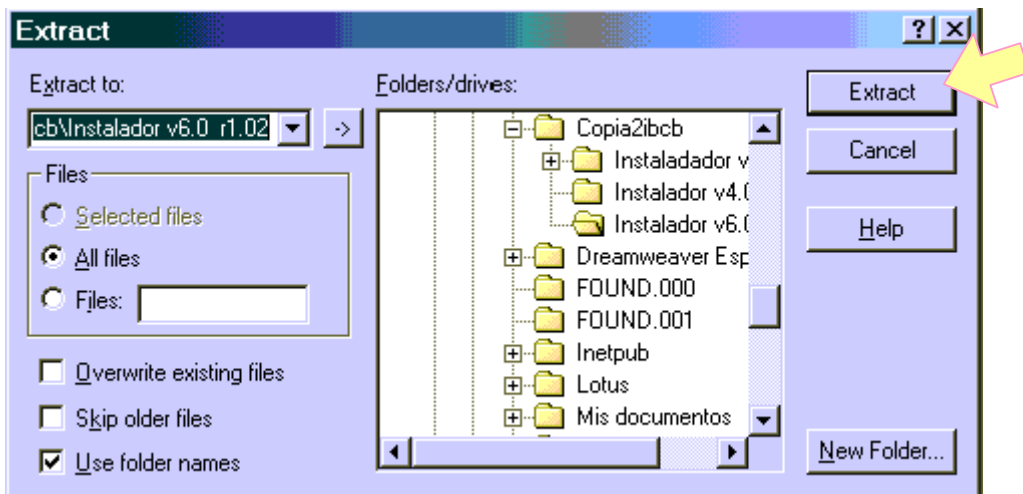 Extract
Extract to:
cb\Instalador v6.0 r1.02
->
Files
Selected files
All files
Files:
Overwrite existing files
Skip older files
Use folder names
Folders/drives:
Copia2ibcb
Instaladador v
Instalador v4.0
Instalador v6.0
Dreamweaver Esp
FOUND.000
FOUND.001
Inetpub
Lotus
Mis documentos
Extract
Cancel
Help
New Folder...